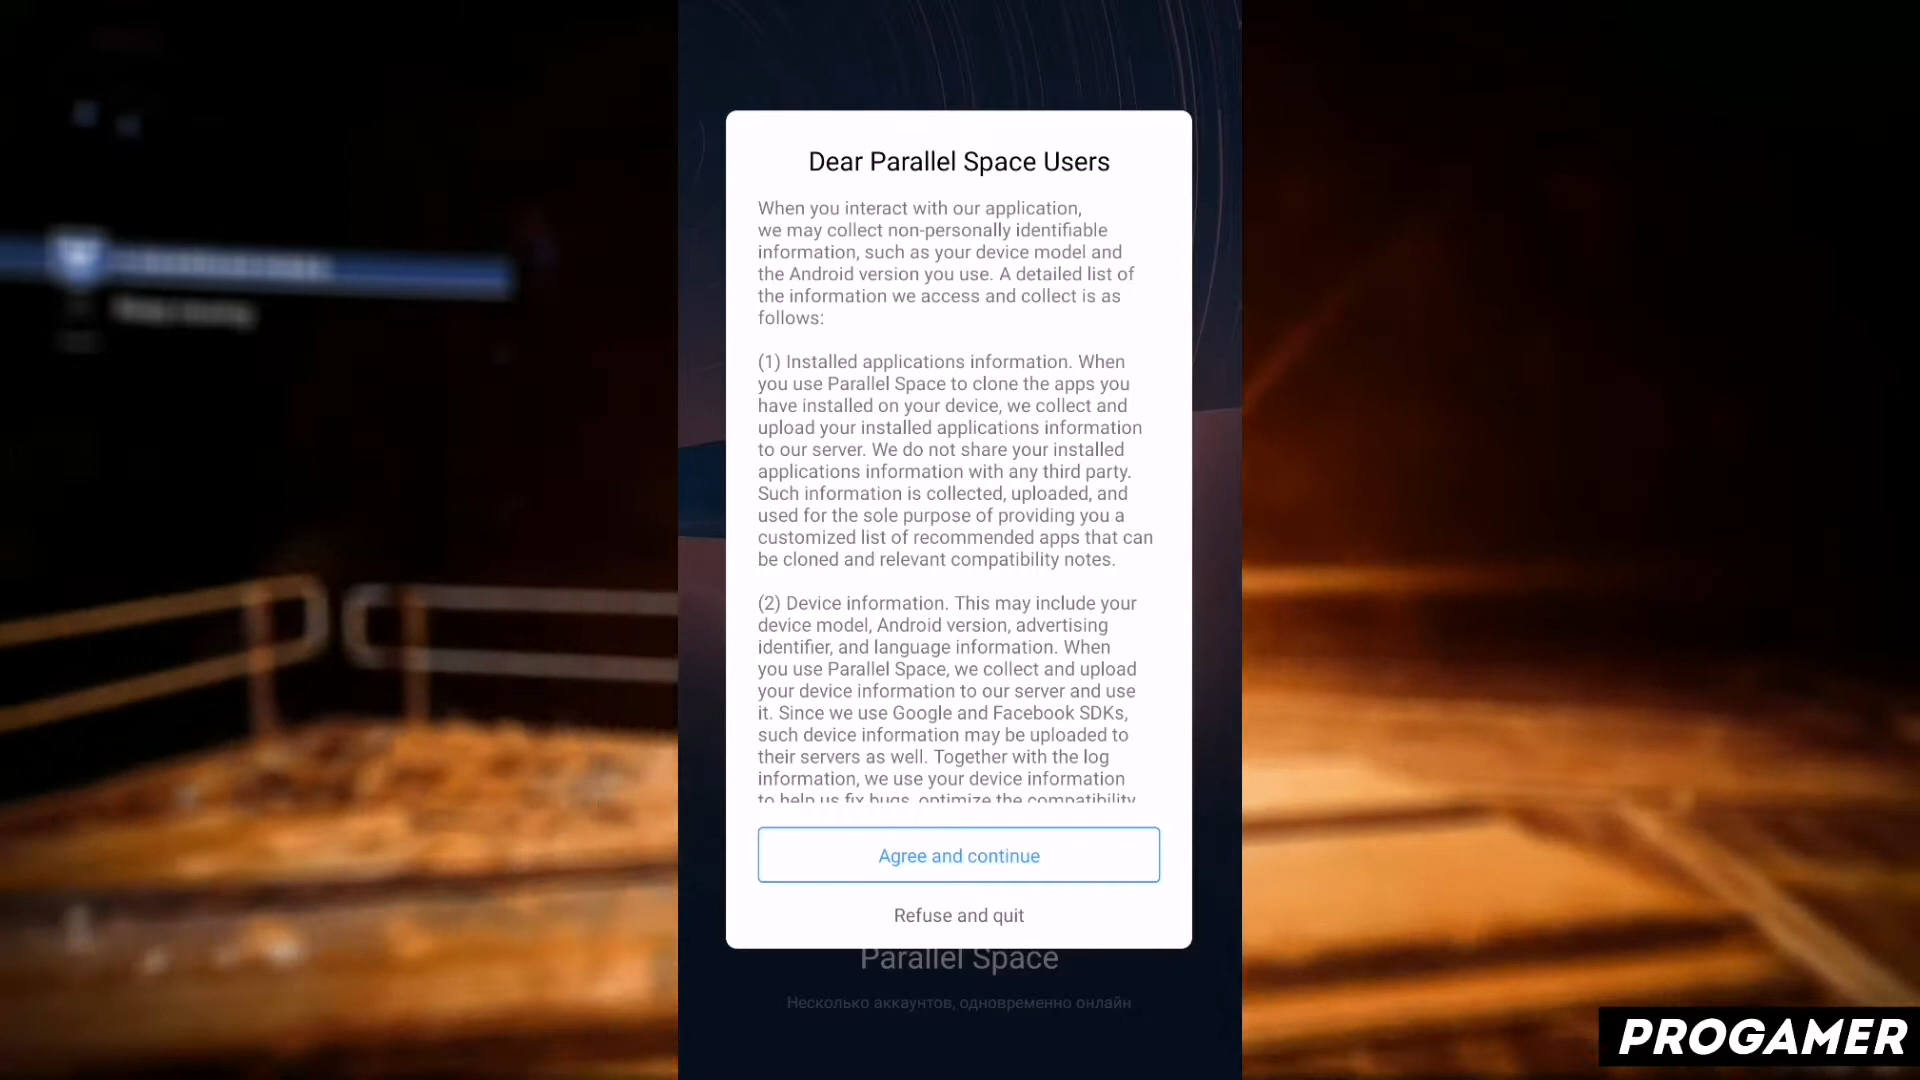 Dear Parallel Space Users
When you interact with our application,
we may collect non-personally identifiable
information, such as your device model and
the Android version you use. A detailed list of
the information we access and collect is as
follows:
(1) Installed applications information. When
you use Parallel Space to clone the apps you
have installed on your device, we collect and
upload your installed applications information
to our server. We do not share your installed
applications information with any third party.
Such information is collected, uploaded, and
used for the sole purpose of providing you a
customized list of recommended apps that can
be cloned and relevant compatibility notes.
(2) Device information. This may include your
device model, Android version, advertising
identifier, and language information. When
you use Parallel Space, we collect and upload
your device information to our server and use
it. Since we use Google and Facebook SDKs,
such device information may be uploaded to
their servers as well. Together with the log
information, we use your device information
to help us fix bugs, optimize the compatibility
Agree and continue
Refuse and quit
Parallel Space
Несколько аккаунтов, одновременно онлайн
PROGAMER